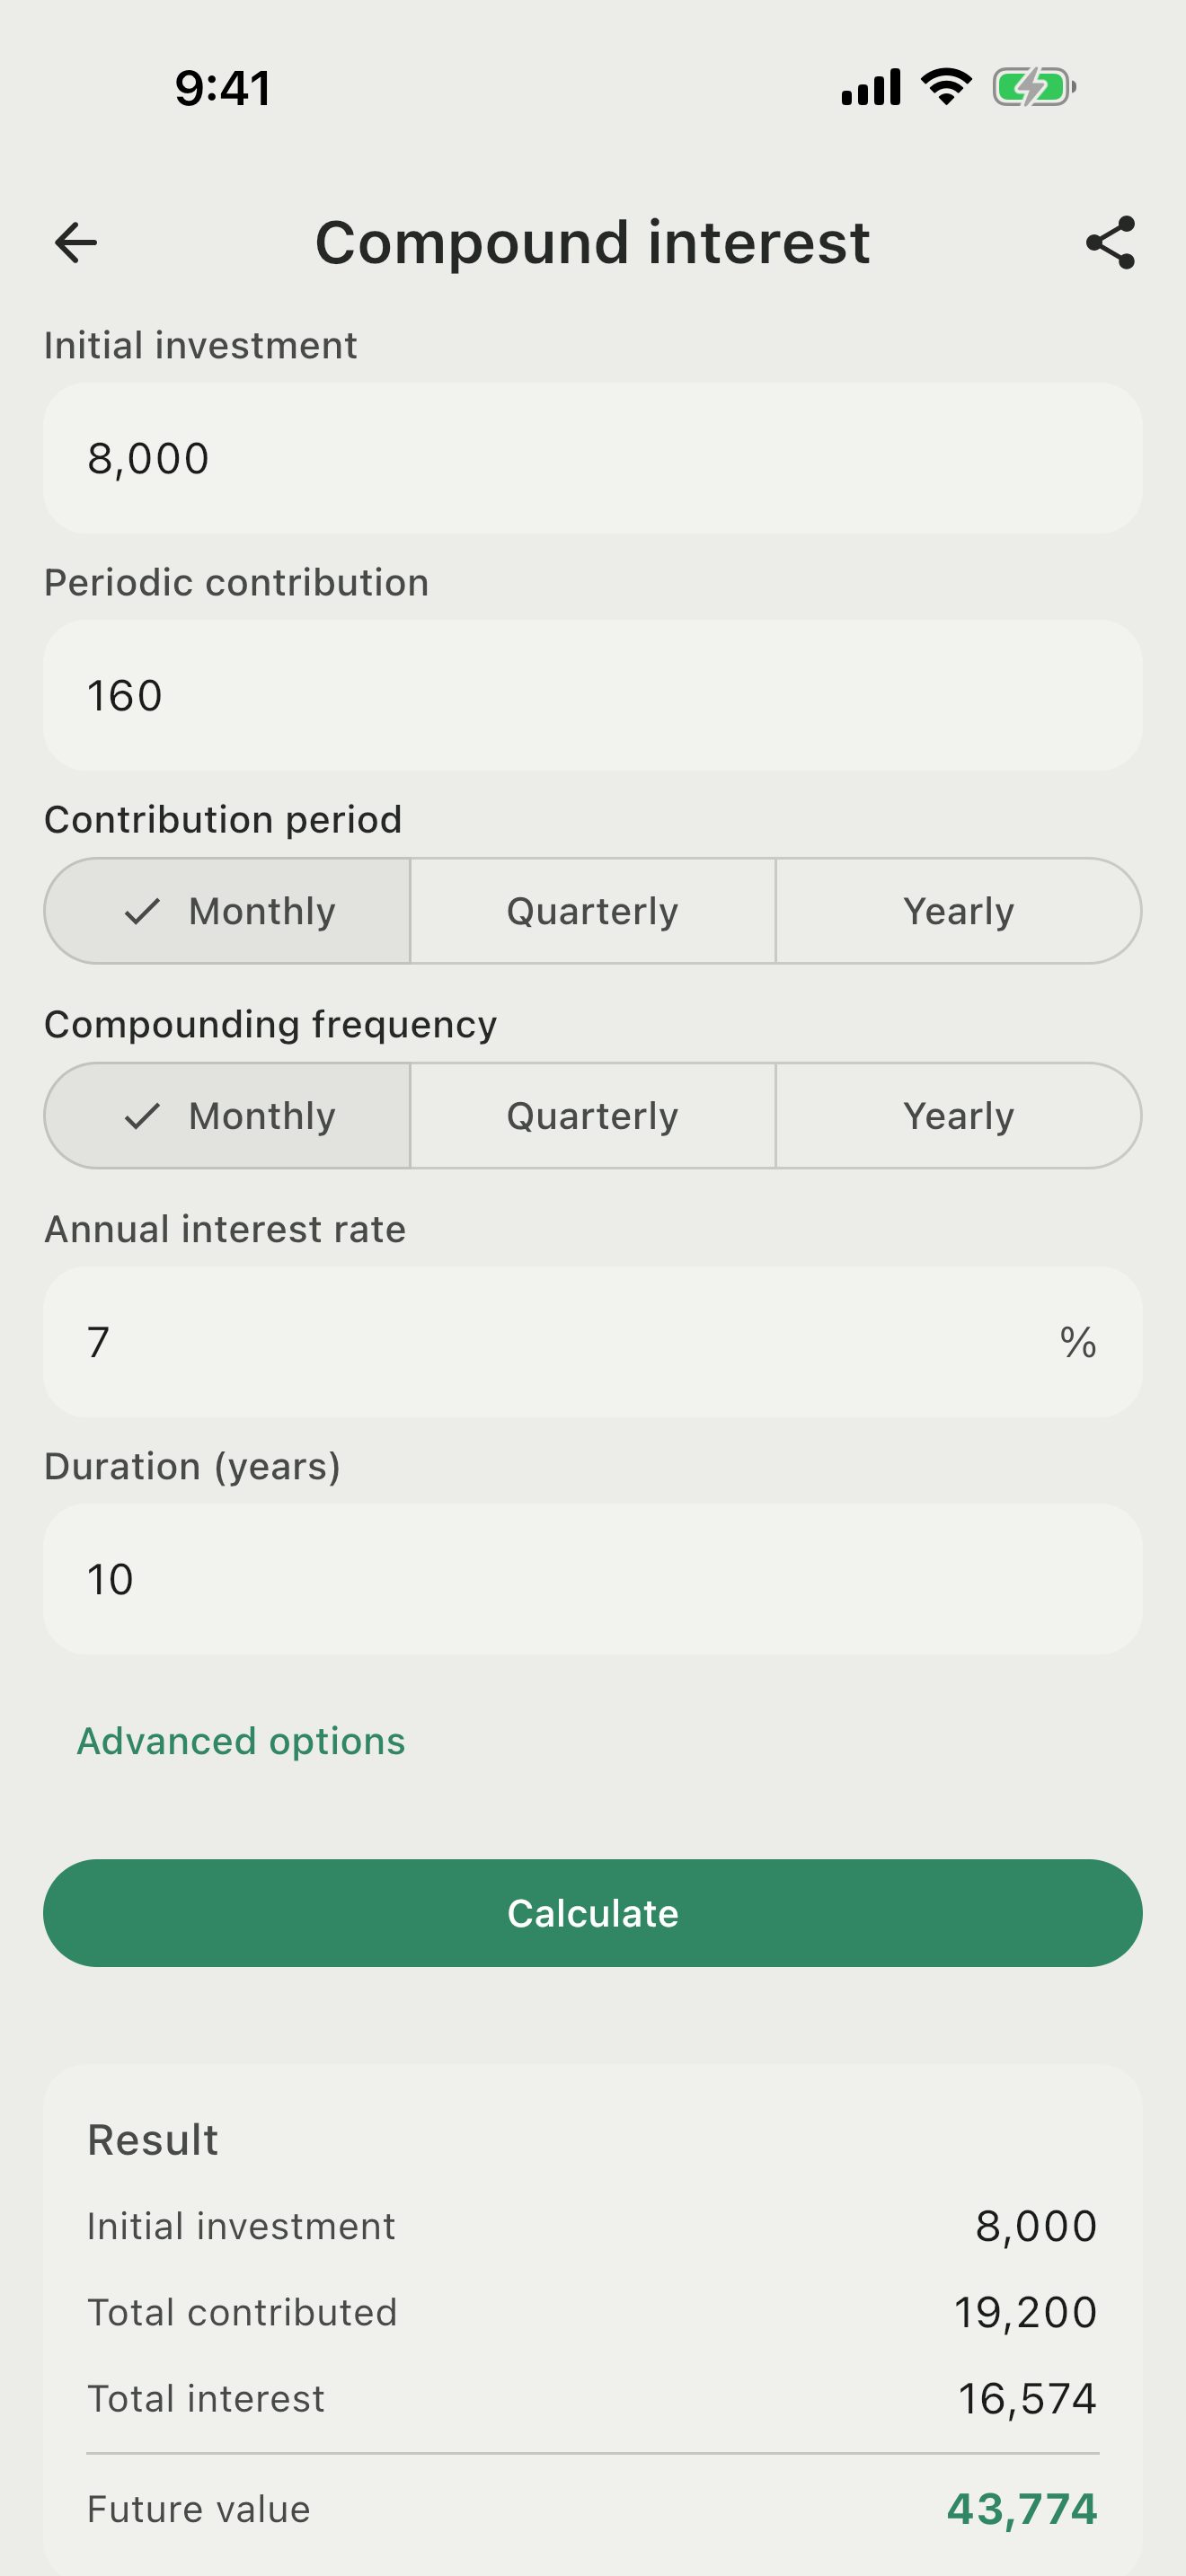 9:41
Compound interest
Initial investment
8,000
Periodic contribution
160
Contribution period
Monthly Quarterly Yearly
Compounding frequency
Monthly Quarterly Yearly
Annual interest rate
7 %
Duration (years)
10
Advanced options
Calculate
Result
Initial investment 8,000
Total contributed 19,200
Total interest 16,574
Future value 43,774